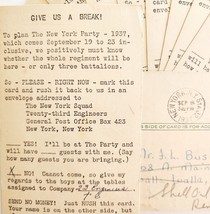 GIVE US A BREAK!
To plan The New York Party - 1937,
which comes September 19 to 23 in-
clusive, we positively must know
whether the whole regiment will be
here - or only three battalions.
So - PLEASE - RIGHT NOW - mark this
card and rush it back to us in an
envelope addressed to
The New York Squad
Twenty-third Engineers
General Post Office Box 423
New York, New York
YES! I'll be at The Party and
will have guests with me. (Say
how many guests you are bringing.)
X NO! Cannot come, so give my
regards to the boys at the tables
assigned to Company
SEND NO MONEY! Just RUSH this card.
Your name is on the other side, but
SIDE OF CARD IS FOR
Mr.